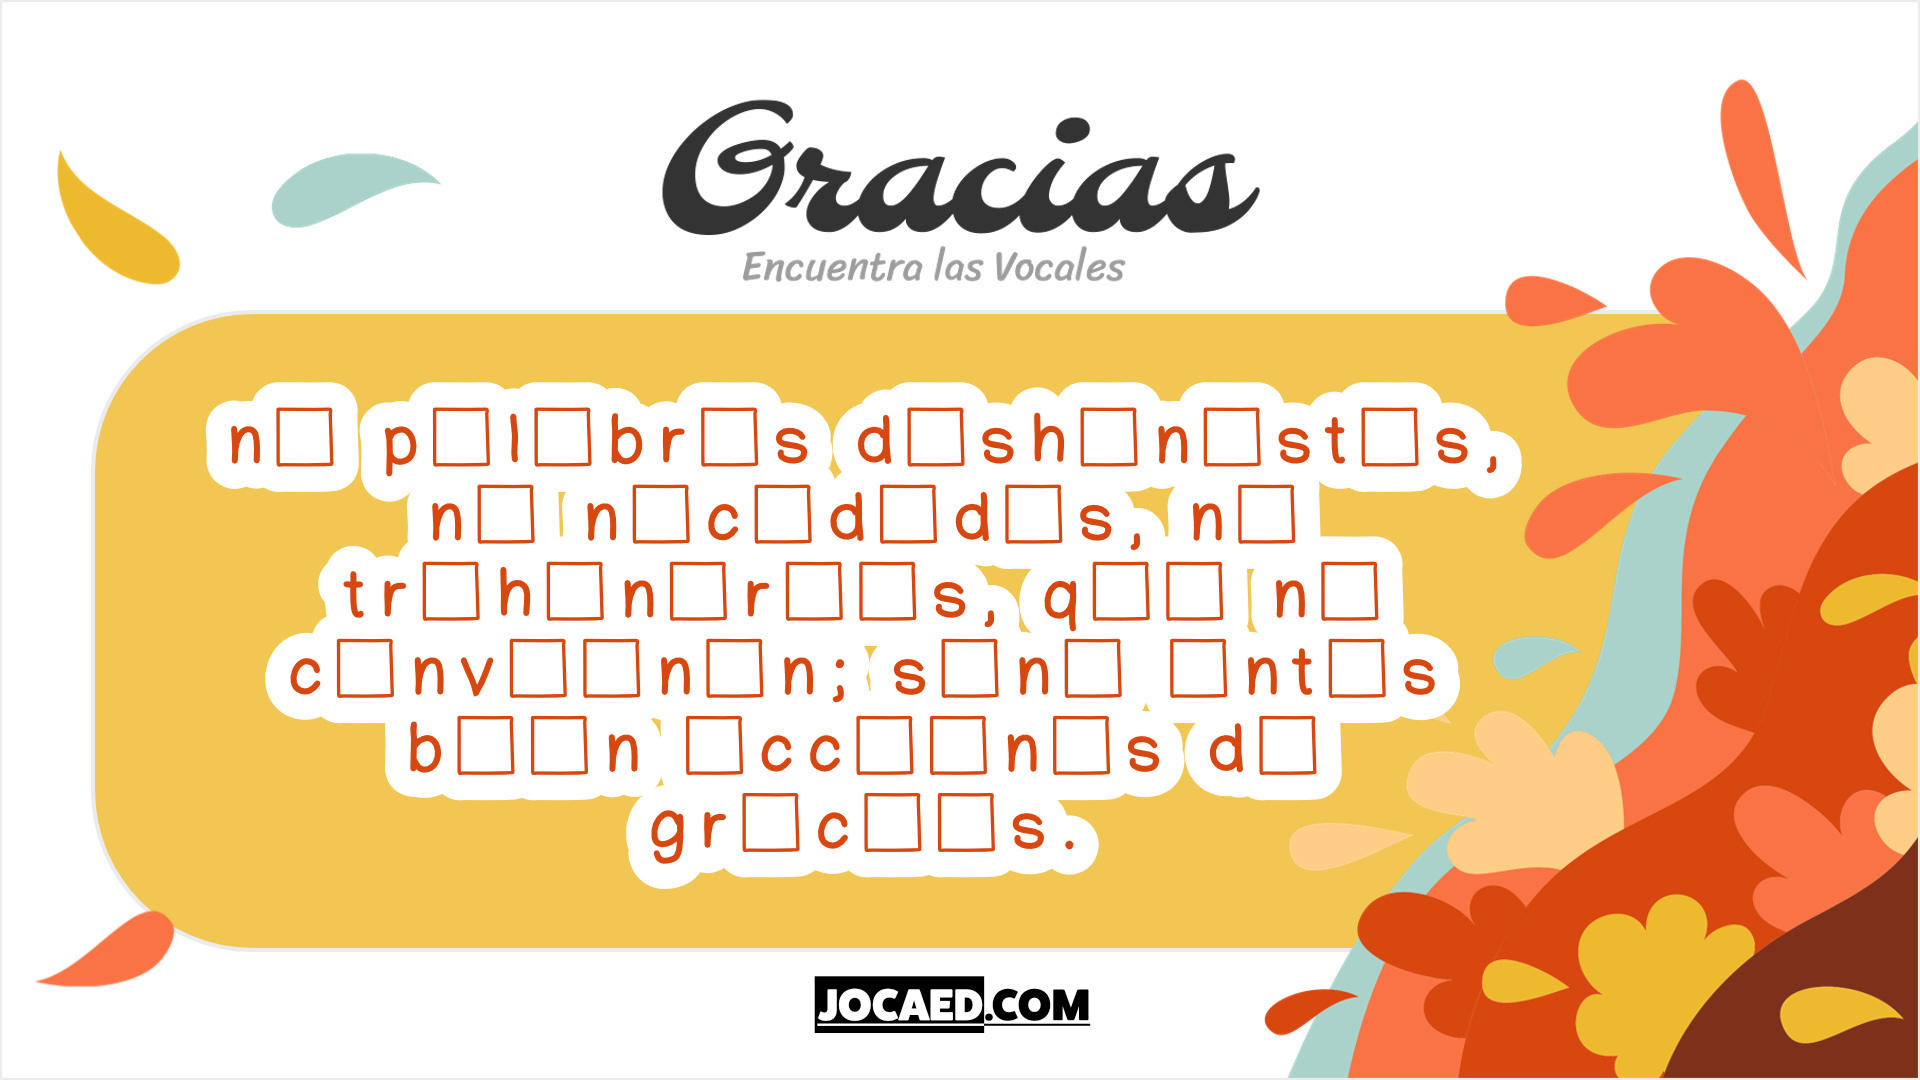 Gracias
Encuentra las Vocales
n□ p□l□br□s d□sh□n□st□s,
n□ n□c□d□d□s, n□
tr□h□n□r□□s, q□□ n□
c□nv□□n□n; s□n□ □nt□s
b□□n □cc□□n□s d□
gr□c□□s.
JOCAED.COM